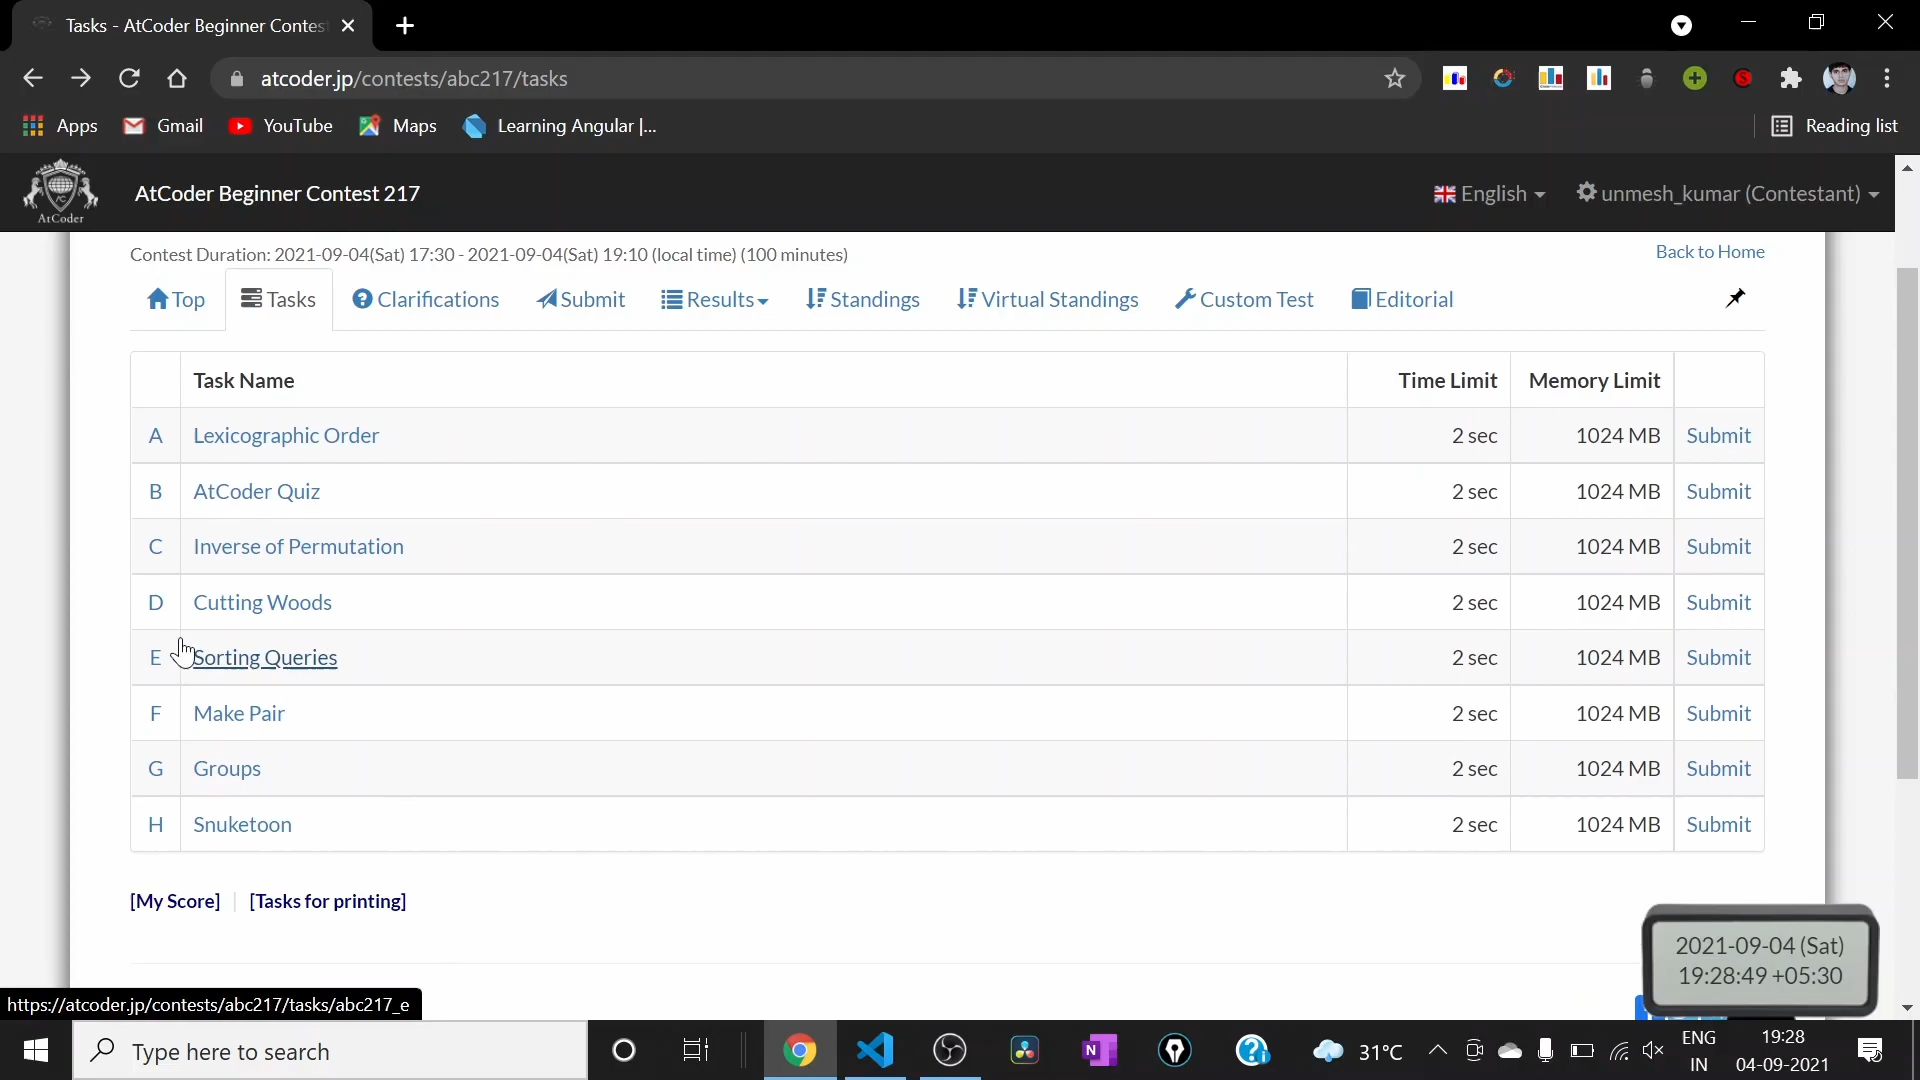 Tasks - AtCoder Beginner Contes
atcoder.jp/contests/abc217/tasks
Apps Gmail YouTube Maps Learning Angular |... Reading list
AtCoder
AtCoder Beginner Contest 217 English unmesh_kumar (Contestant)
Contest Duration: 2021-09-04(Sat) 17:30 - 2021-09-04(Sat) 19:10 (local time) (100 minutes) Back to Home
Top Tasks Clarifications Submit Results Standings Virtual Standings Custom Test Editorial
Task Name Time Limit Memory Limit
A Lexicographic Order 2 sec 1024 MB Submit
B AtCoder Quiz 2 sec 1024 MB Submit
C Inverse of Permutation 2 sec 1024 MB Submit
D Cutting Woods 2 sec 1024 MB Submit
E Sorting Queries 2 sec 1024 MB Submit
F Make Pair 2 sec 1024 MB Submit
G Groups 2 sec 1024 MB Submit
H Snuketoon 2 sec 1024 MB Submit
[My Score] [Tasks for printing]
2021-09-04 (Sat)
19:28:49 +05:30
https://atcoder.jp/contests/abc217/tasks/abc217_e
Type here to search 31°C ENG 19:28
IN 04-09-2021